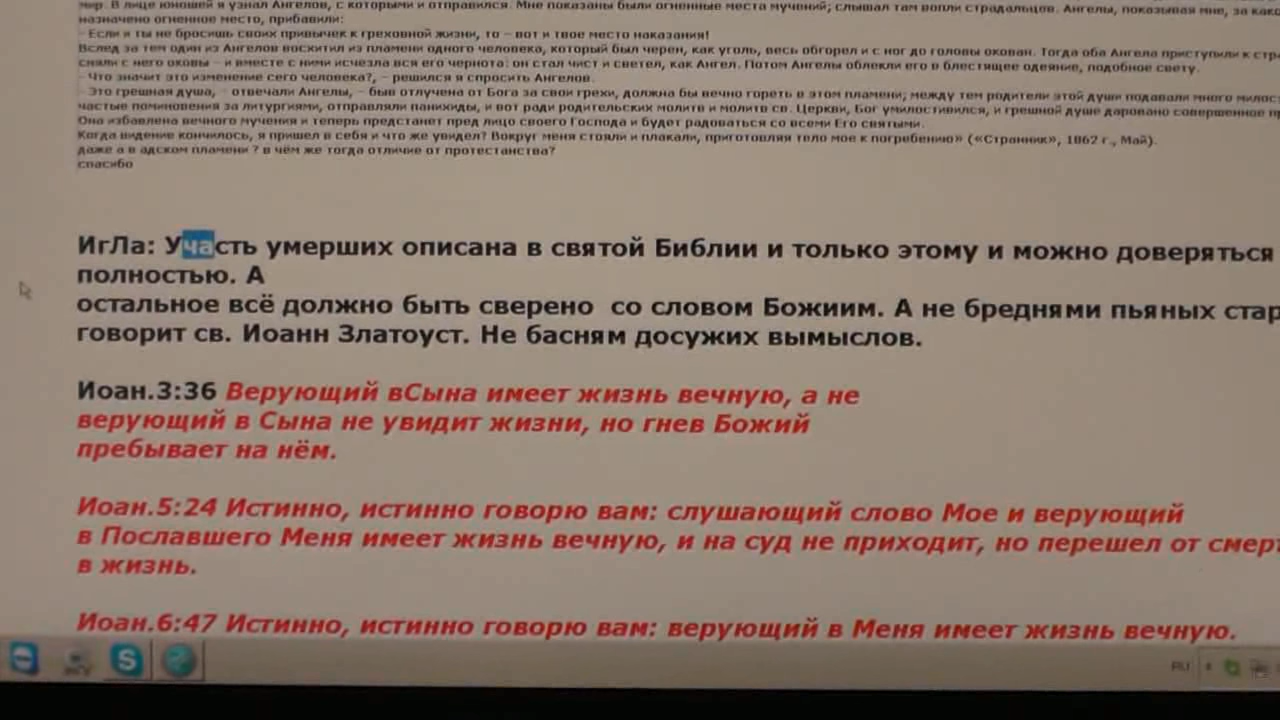 мир. В лице юношей я узнал Ангелов, с которыми и отправился. Мне показаны были огненные места мучений; слышал там вопли страдальцев. Ангелы, показывая мне, за како
назначено огненное место, прибавили:
- Если и ты не бросишь своих привычек к греховной жизни, то – вот и твое место наказания!
Вслед за тем один из Ангелов восхитил из пламени одного человека, который был черен, как уголь, весь обгорел и с ног до головы окован. Тогда оба Ангела приступили к стр
сняли с него оковы – и вместе с ними исчезла вся его чернота: он стал чист и светел, как Ангел. Потом Ангелы облекли его в блестящее одеяние, подобное свету.
- Что значит это изменение сего человека?, – решился я спросить Ангелов.
- Это грешная душа, – отвечали Ангелы, – быв отлучена от Бога за свои грехи, должна бы вечно гореть в этом пламени; между тем родители этой души подавали много милос
частые поминовения за литургиями, отправляли панихиды, и вот ради родительских молитв и молитв св. Церкви, Бог умилостивился, и грешной душе даровано совершенное пр
Она избавлена вечного мучения и теперь предстанет пред лицо своего Господа и будет радоваться со всеми Его святыми.
Когда видение кончилось, я пришел в себя и что же увидел? Вокруг меня стояли и плакали, приготовляя тело мое к погребению» («Странник», 1862 г., Май).
даже а в адском пламени ? в чём же тогда отличие от протестанства?
спасибо
ИгЛа: Участь умерших описана в святой Библии и только этому и можно доверяться
полностью. А
остальное всё должно быть сверено со словом Божиим. А не бреднями пьяных стар
говорит св. Иоанн Златоуст. Не басням досужих вымыслов.
Иоан.3:36 Верующий вСына имеет жизнь вечную, а не
верующий в Сына не увидит жизни, но гнев Божий
пребывает на нём.
Иоан.5:24 Истинно, истинно говорю вам: слушающий слово Мое и верующий
в Пославшего Меня имеет жизнь вечную, и на суд не приходит, но перешел от смерт
в жизнь.
Иоан.6:47 Истинно, истинно говорю вам: верующий в Меня имеет жизнь вечную.
RU